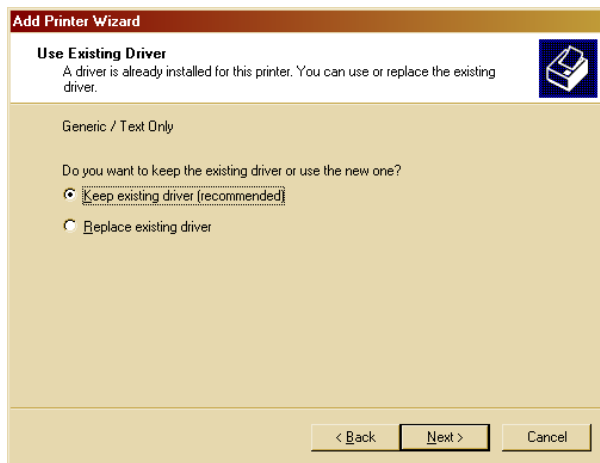 Add Printer Wizard
Use Existing Driver
A driver is already installed for this printer. You can use or replace the existing
driver.
Generic / Text Only
Do you want to keep the existing driver or use the new one?
Keep existing driver (recommended)
Replace existing driver
< Back
Next >
Cancel